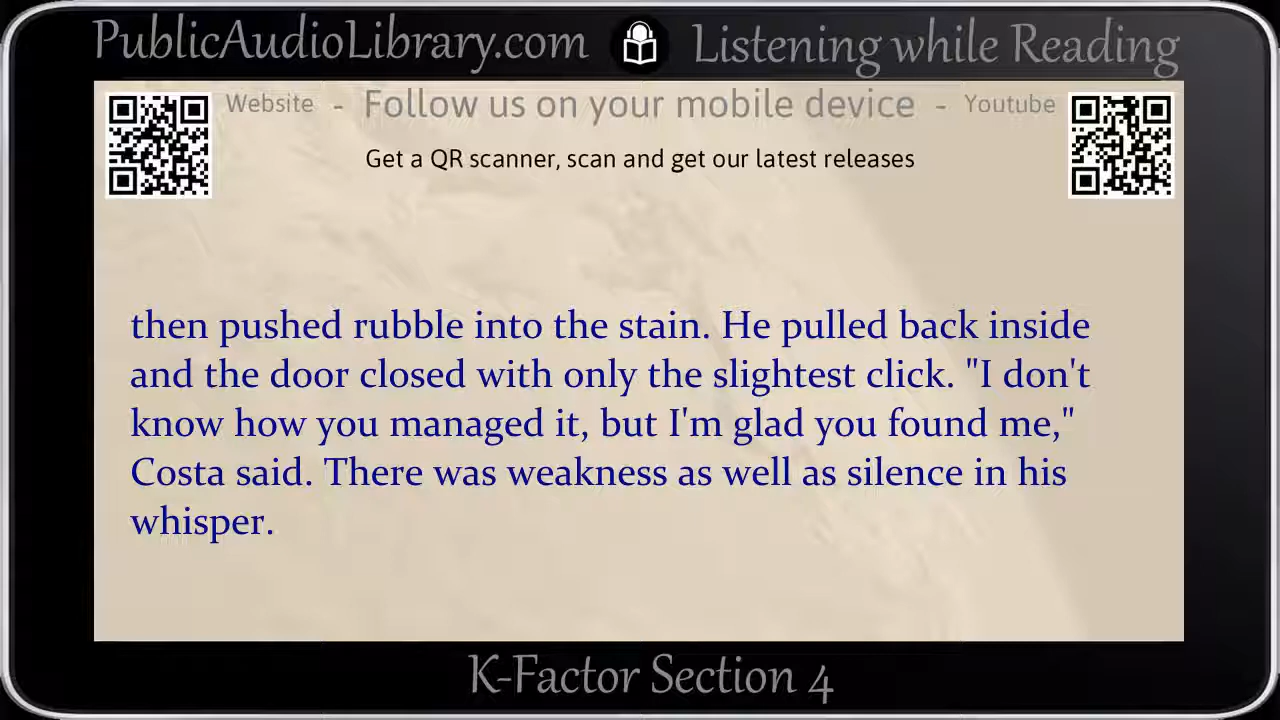 PublicAudioLibrary.com Listening while Reading
Website - Follow us on your mobile device - Youtube
Get a QR scanner, scan and get our latest releases
then pushed rubble into the stain. He pulled back inside
and the door closed with only the slightest click. "I don't
know how you managed it, but I'm glad you found me,"
Costa said. There was weakness as well as silence in his
whisper.
K-Factor Section 4